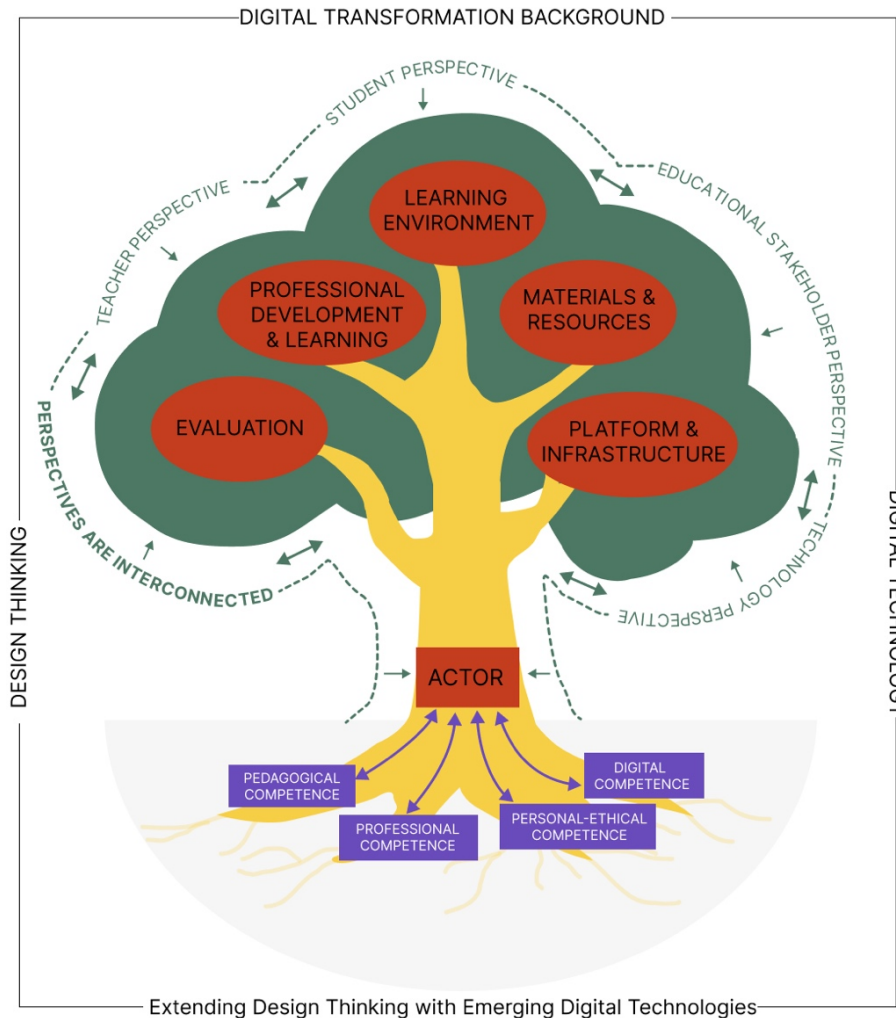 DIGITAL TRANSFORMATION BACKGROUND
STUDENT PERSPECTIVE
TEACHER PERSPECTIVE
EDUCATIONAL STAKEHOLDER PERSPECTIVE
LEARNING
ENVIRONMENT
PROFESSIONAL
DEVELOPMENT
& LEARNING
MATERIALS &
RESOURCES
EVALUATION
PLATFORM &
INFRASTRUCTURE
PERSPECTIVES ARE INTERCONNECTED
TECHNOLOGY PERSPECTIVE
DESIGN THINKING
DIGITAL TECHNOLOGY
ACTOR
PEDAGOGICAL
COMPETENCE
PROFESSIONAL
COMPETENCE
PERSONAL-ETHICAL
COMPETENCE
DIGITAL
COMPETENCE
Extending Design Thinking with Emerging Digital Technologies